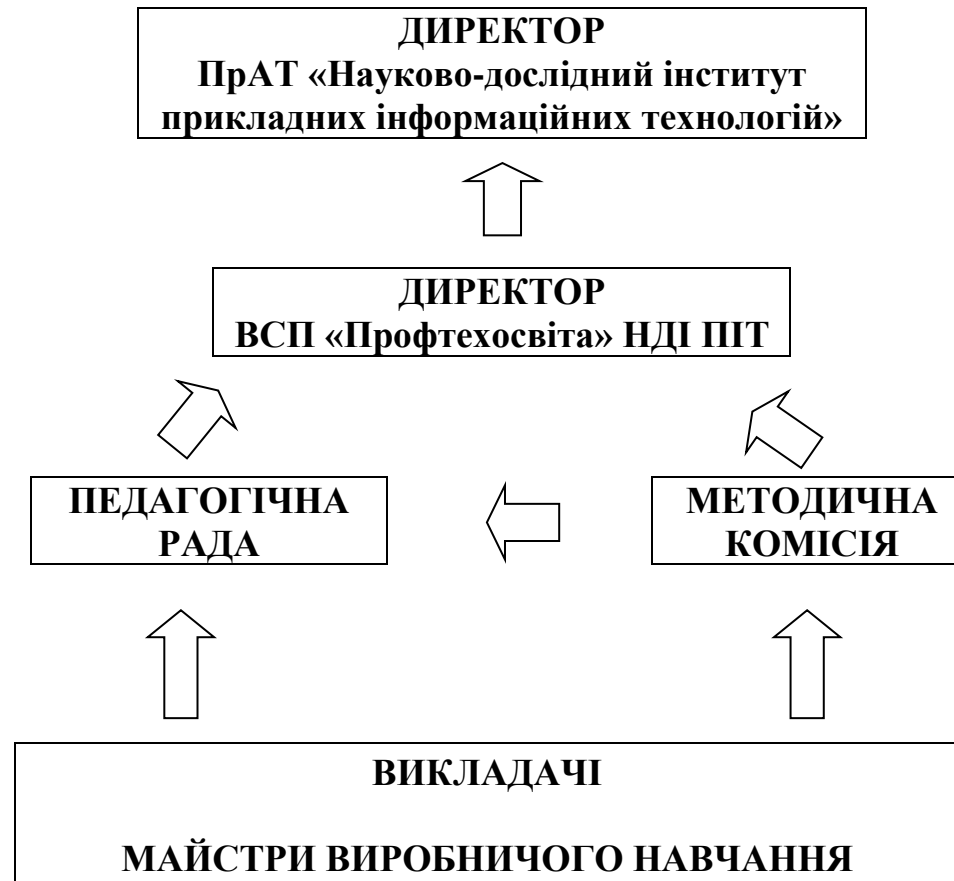 ДИРЕКТОР
ПрАТ «Науково-дослідний інститут
прикладних інформаційних технологій»
ДИРЕКТОР
ВСП «Профтехосвіта» НДІ ПІТ
ПЕДАГОГІЧНА
РАДА
МЕТОДИЧНА
КОМІСІЯ
ВИКЛАДАЧІ
МАЙСТРИ ВИРОБНИЧОГО НАВЧАННЯ